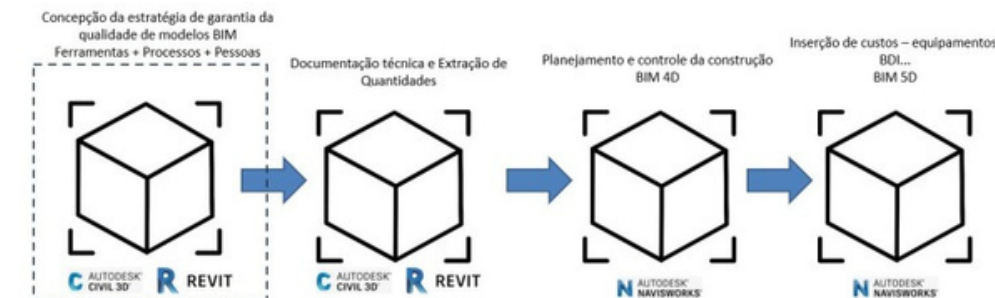 Concepção da estratégia de garantia da
qualidade de modelos BIM
Ferramentas + Processos + Pessoas
Documentação técnica e Extração de
Quantidades
Planejamento e controle da construção
BIM 4D
Inserção de custos – equipamentos
BDI...
BIM 5D
C AUTODESK®
CIVIL 3D®
R REVIT
C AUTODESK®
CIVIL 3D®
R REVIT
N AUTODESK®
NAVISWORKS®
N AUTODESK®
NAVISWORKS®